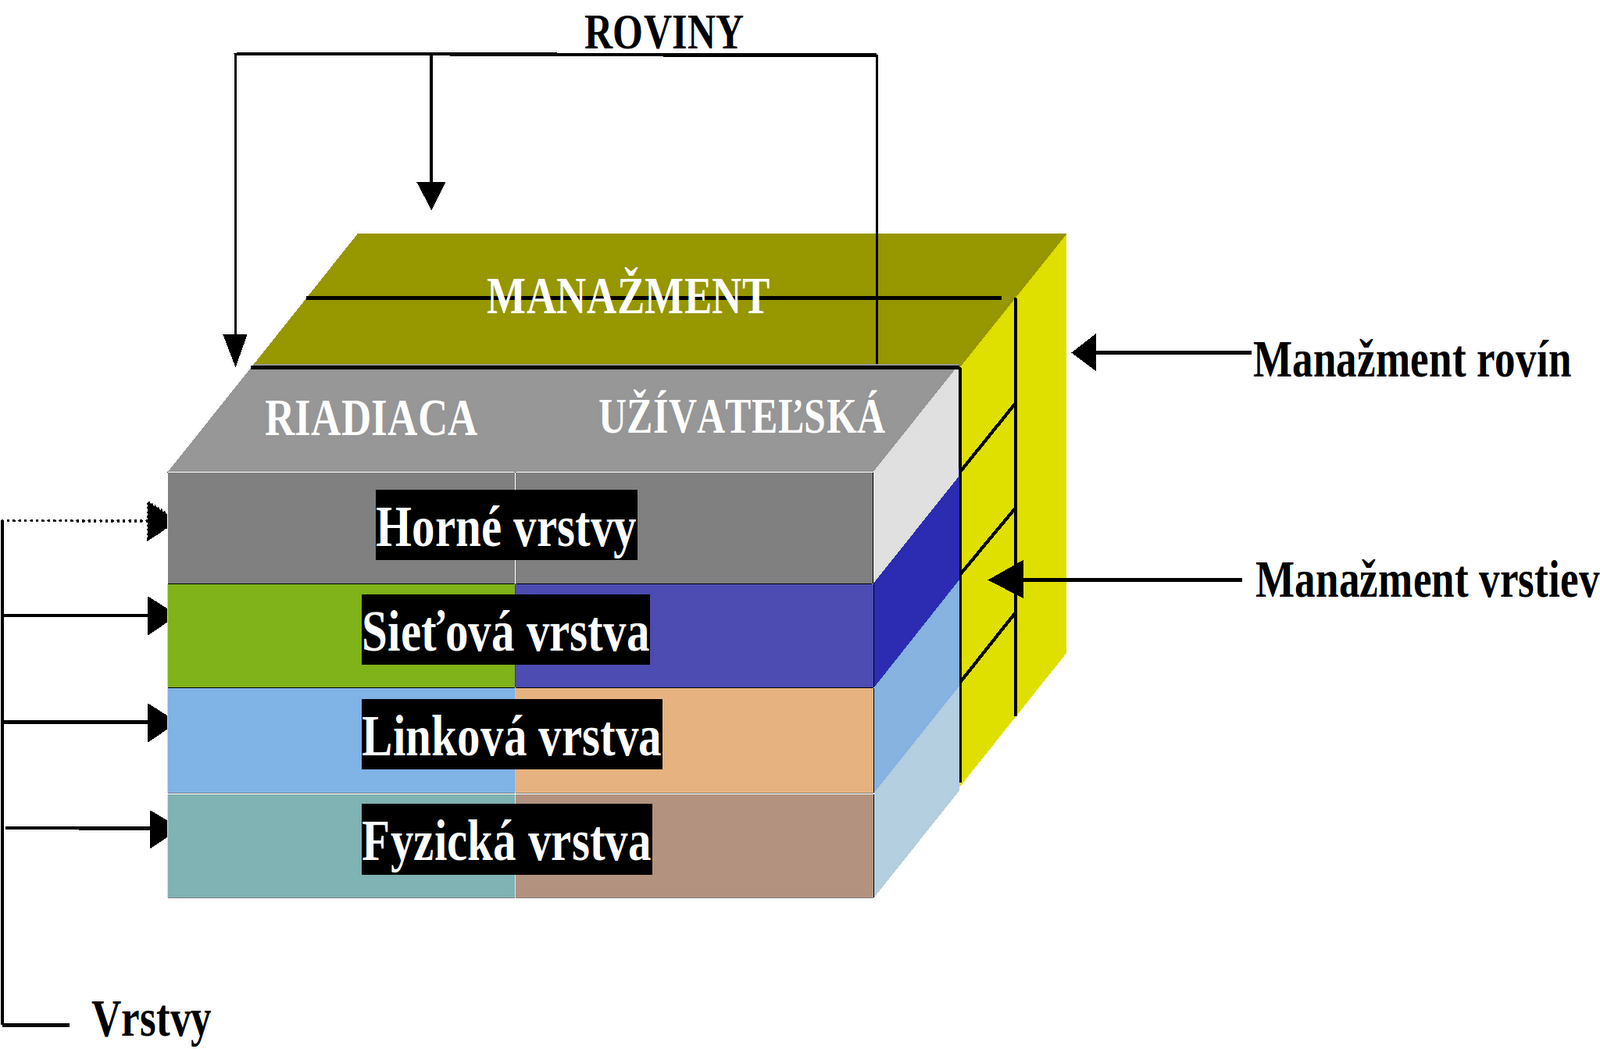 ROVINY
MANAŽMENT
Manažment rovín
RIADIACA
UŽÍVATEĽSKÁ
Horné vrstvy
Manažment vrstiev
Sieťová vrstva
Linková vrstva
Fyzická vrstva
Vrstvy